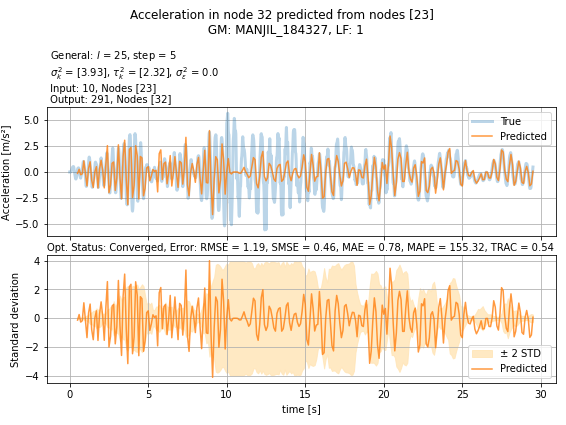 Acceleration in node 32 predicted from nodes [23]
GM: MANJIL_184327, LF: 1
General: l = 25, step = 5
σ²ₖ = [3.93], τ²ₖ = [2.32], σ²ε = 0.0
Input: 10, Nodes [23]
Output: 291, Nodes [32]
Acceleration [m/s²]
5.0
2.5
0.0
−2.5
−5.0
True
Predicted
Opt. Status: Converged, Error: RMSE = 1.19, SMSE = 0.46, MAE = 0.78, MAPE = 155.32, TRAC = 0.54
Standard deviation
4
2
0
−2
−4
± 2 STD
Predicted
0 5 10 15 20 25 30
time [s]